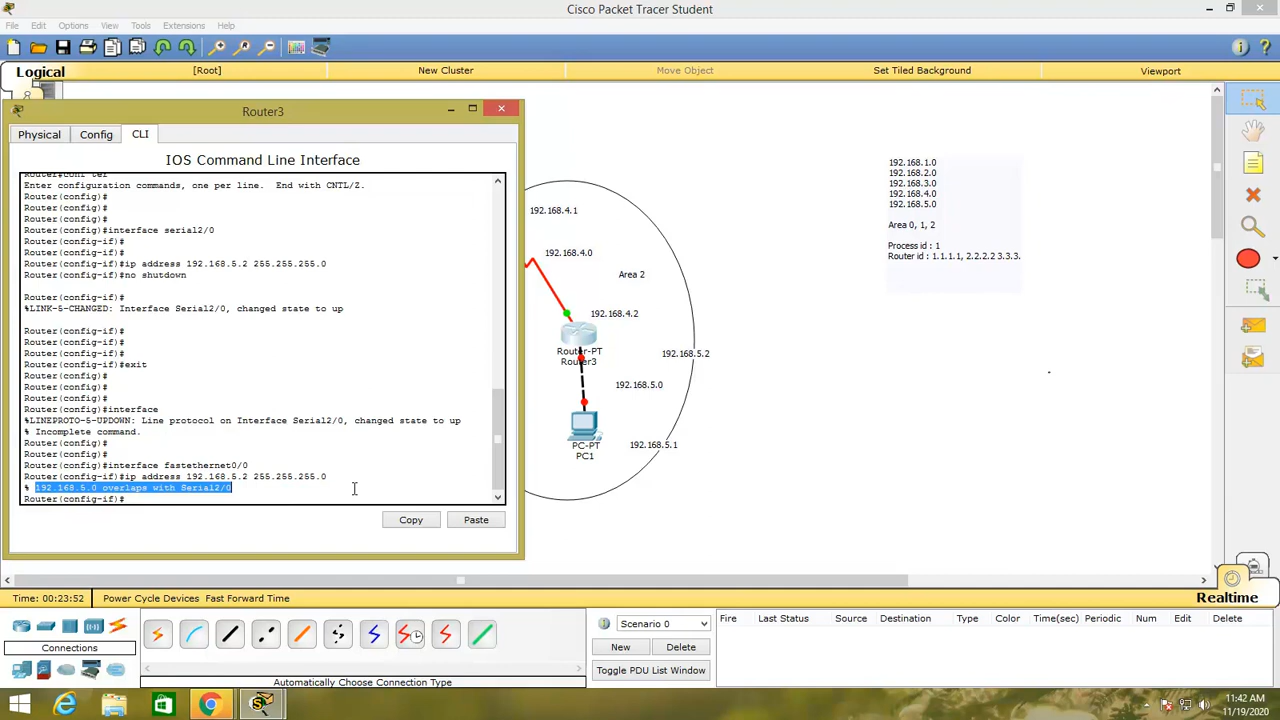 Cisco Packet Tracer Student
File Edit Options View Tools Extensions Help
Logical [Root] New Cluster Move Object Set Tiled Background Viewport
Router3
Physical Config CLI
IOS Command Line Interface
Router#conf ter
Enter configuration commands, one per line.  End with CNTL/Z.
Router(config)#
Router(config)#
Router(config)#
Router(config)#interface serial2/0
Router(config-if)#
Router(config-if)#
Router(config-if)#ip address 192.168.5.2 255.255.255.0
Router(config-if)#no shutdown
Router(config-if)#
%LINK-5-CHANGED: Interface Serial2/0, changed state to up
Router(config-if)#
Router(config-if)#
Router(config-if)#
Router(config-if)#exit
Router(config)#
Router(config)#
Router(config)#
Router(config)#interface
%LINEPROTO-5-UPDOWN: Line protocol on Interface Serial2/0, changed state to up
% Incomplete command.
Router(config)#
Router(config)#
Router(config)#interface fastethernet0/0
Router(config-if)#ip address 192.168.5.2 255.255.255.0
% 192.168.5.0 overlaps with Serial2/0
Router(config-if)#
Copy Paste
192.168.4.1
192.168.4.0
Area 2
192.168.4.2
Router-PT
Router3
192.168.5.2
192.168.5.0
PC-PT
PC1
192.168.5.1
192.168.1.0
192.168.2.0
192.168.3.0
192.168.4.0
192.168.5.0
Area 0, 1, 2
Process id : 1
Router id : 1.1.1.1, 2.2.2.2 3.3.3.
Time: 00:23:52 Power Cycle Devices Fast Forward Time Realtime
Connections
Automatically Choose Connection Type
Scenario 0
New Delete
Toggle PDU List Window
Fire Last Status Source Destination Type Color Time(sec) Periodic Num Edit Delete
11:42 AM
11/19/2020